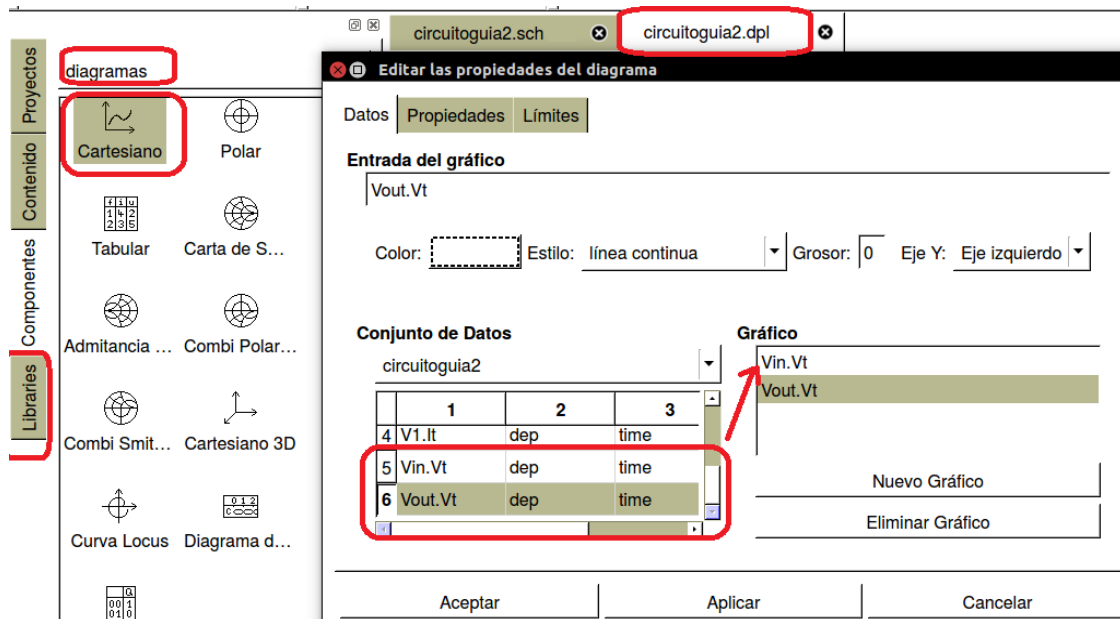 circuitoguia2.sch
circuitoguia2.dpl
Proyectos
Contenido
Componentes
Libraries
diagramas
Cartesiano
Polar
Tabular
Carta de S...
Admitancia ...
Combi Polar...
Combi Smit...
Cartesiano 3D
Curva Locus
Diagrama d...
Editar las propiedades del diagrama
Datos
Propiedades
Límites
Entrada del gráfico
Vout.Vt
Color:
Estilo:
línea continua
Grosor:
0
Eje Y:
Eje izquierdo
Conjunto de Datos
circuitoguia2
1 2 3
4 V1.It dep time
5 Vin.Vt dep time
6 Vout.Vt dep time
Gráfico
Vin.Vt
Vout.Vt
Nuevo Gráfico
Eliminar Gráfico
Aceptar
Aplicar
Cancelar